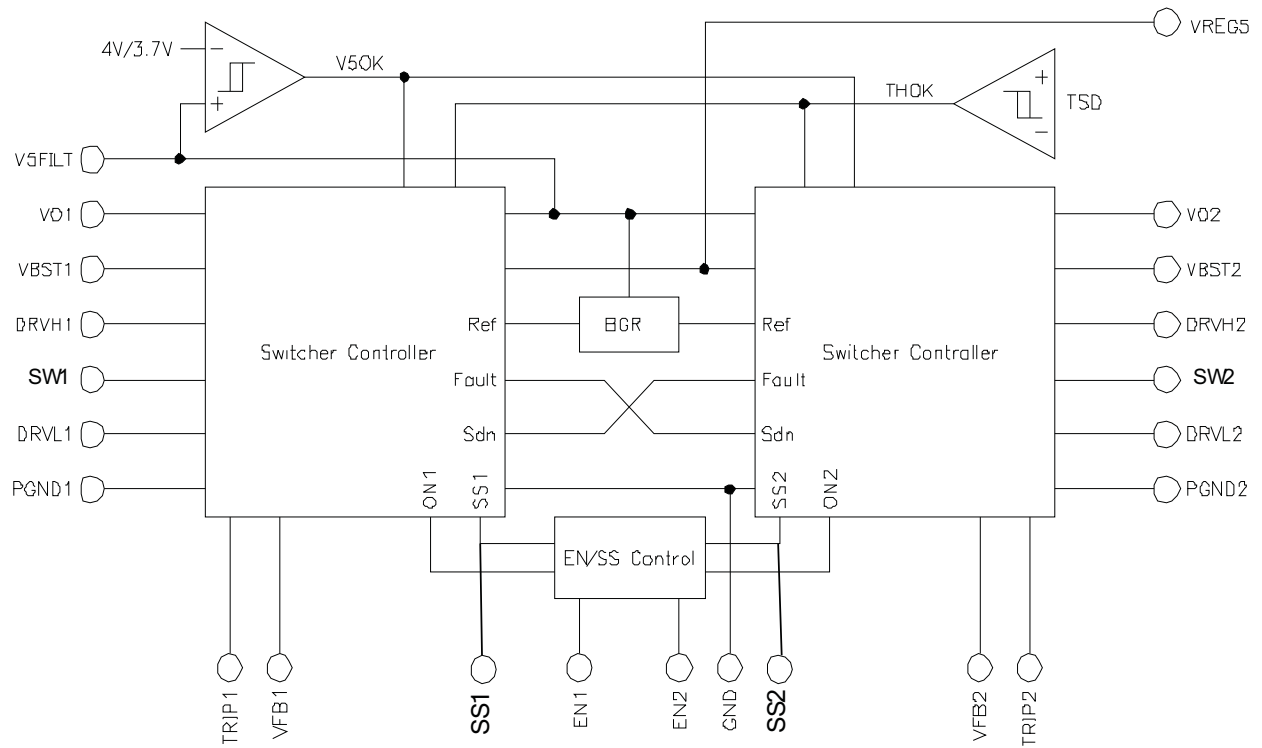 VREG5
4V/3.7V
−
+
V5OK
THOK
+
−
TSD
V5FILT
VO1
VBST1
DRVH1
SW1
DRVL1
PGND1
Switcher Controller
Ref
Fault
Sdn
ON1
SS1
BGR
Ref
Fault
Sdn
SS2
ON2
Switcher Controller
VO2
VBST2
DRVH2
SW2
DRVL2
PGND2
EN/SS Control
TRIP1
VFB1
SS1
EN1
EN2
GND
SS2
VFB2
TRIP2